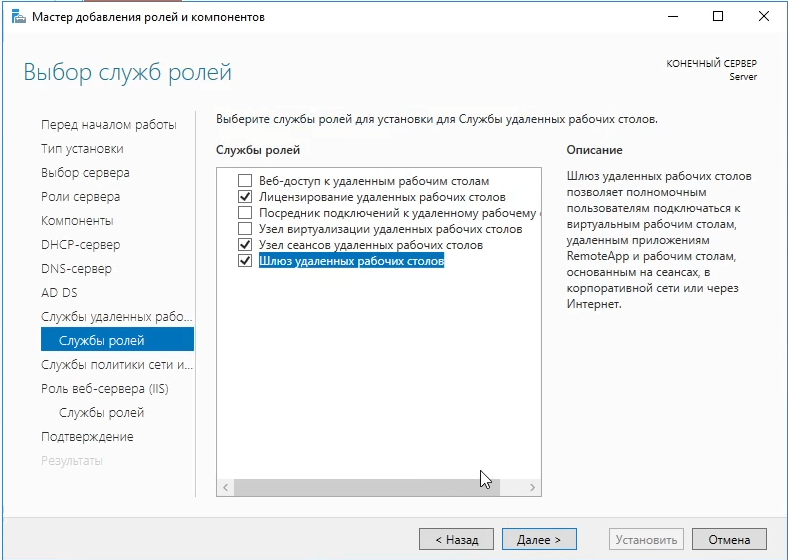 Мастер добавления ролей и компонентов
Выбор служб ролей
КОНЕЧНЫЙ СЕРВЕР
Server
Перед началом работы
Тип установки
Выбор сервера
Роли сервера
Компоненты
DHCP-сервер
DNS-сервер
AD DS
Службы удаленных рабо...
Службы ролей
Службы политики сети и...
Роль веб-сервера (IIS)
Службы ролей
Подтверждение
Результаты
Выберите службы ролей для установки для Службы удаленных рабочих столов.
Службы ролей
Веб-доступ к удаленным рабочим столам
Лицензирование удаленных рабочих столов
Посредник подключений к удаленному рабочему
Узел виртуализации удаленных рабочих столов
Узел сеансов удаленных рабочих столов
Шлюз удаленных рабочих столов
Описание
Шлюз удаленных рабочих столов
позволяет полномочным
пользователям подключаться к
виртуальным рабочим столам,
удаленным приложениям
RemoteApp и рабочим столам,
основанным на сеансах, в
корпоративной сети или через
Интернет.
< Назад
Далее >
Установить
Отмена